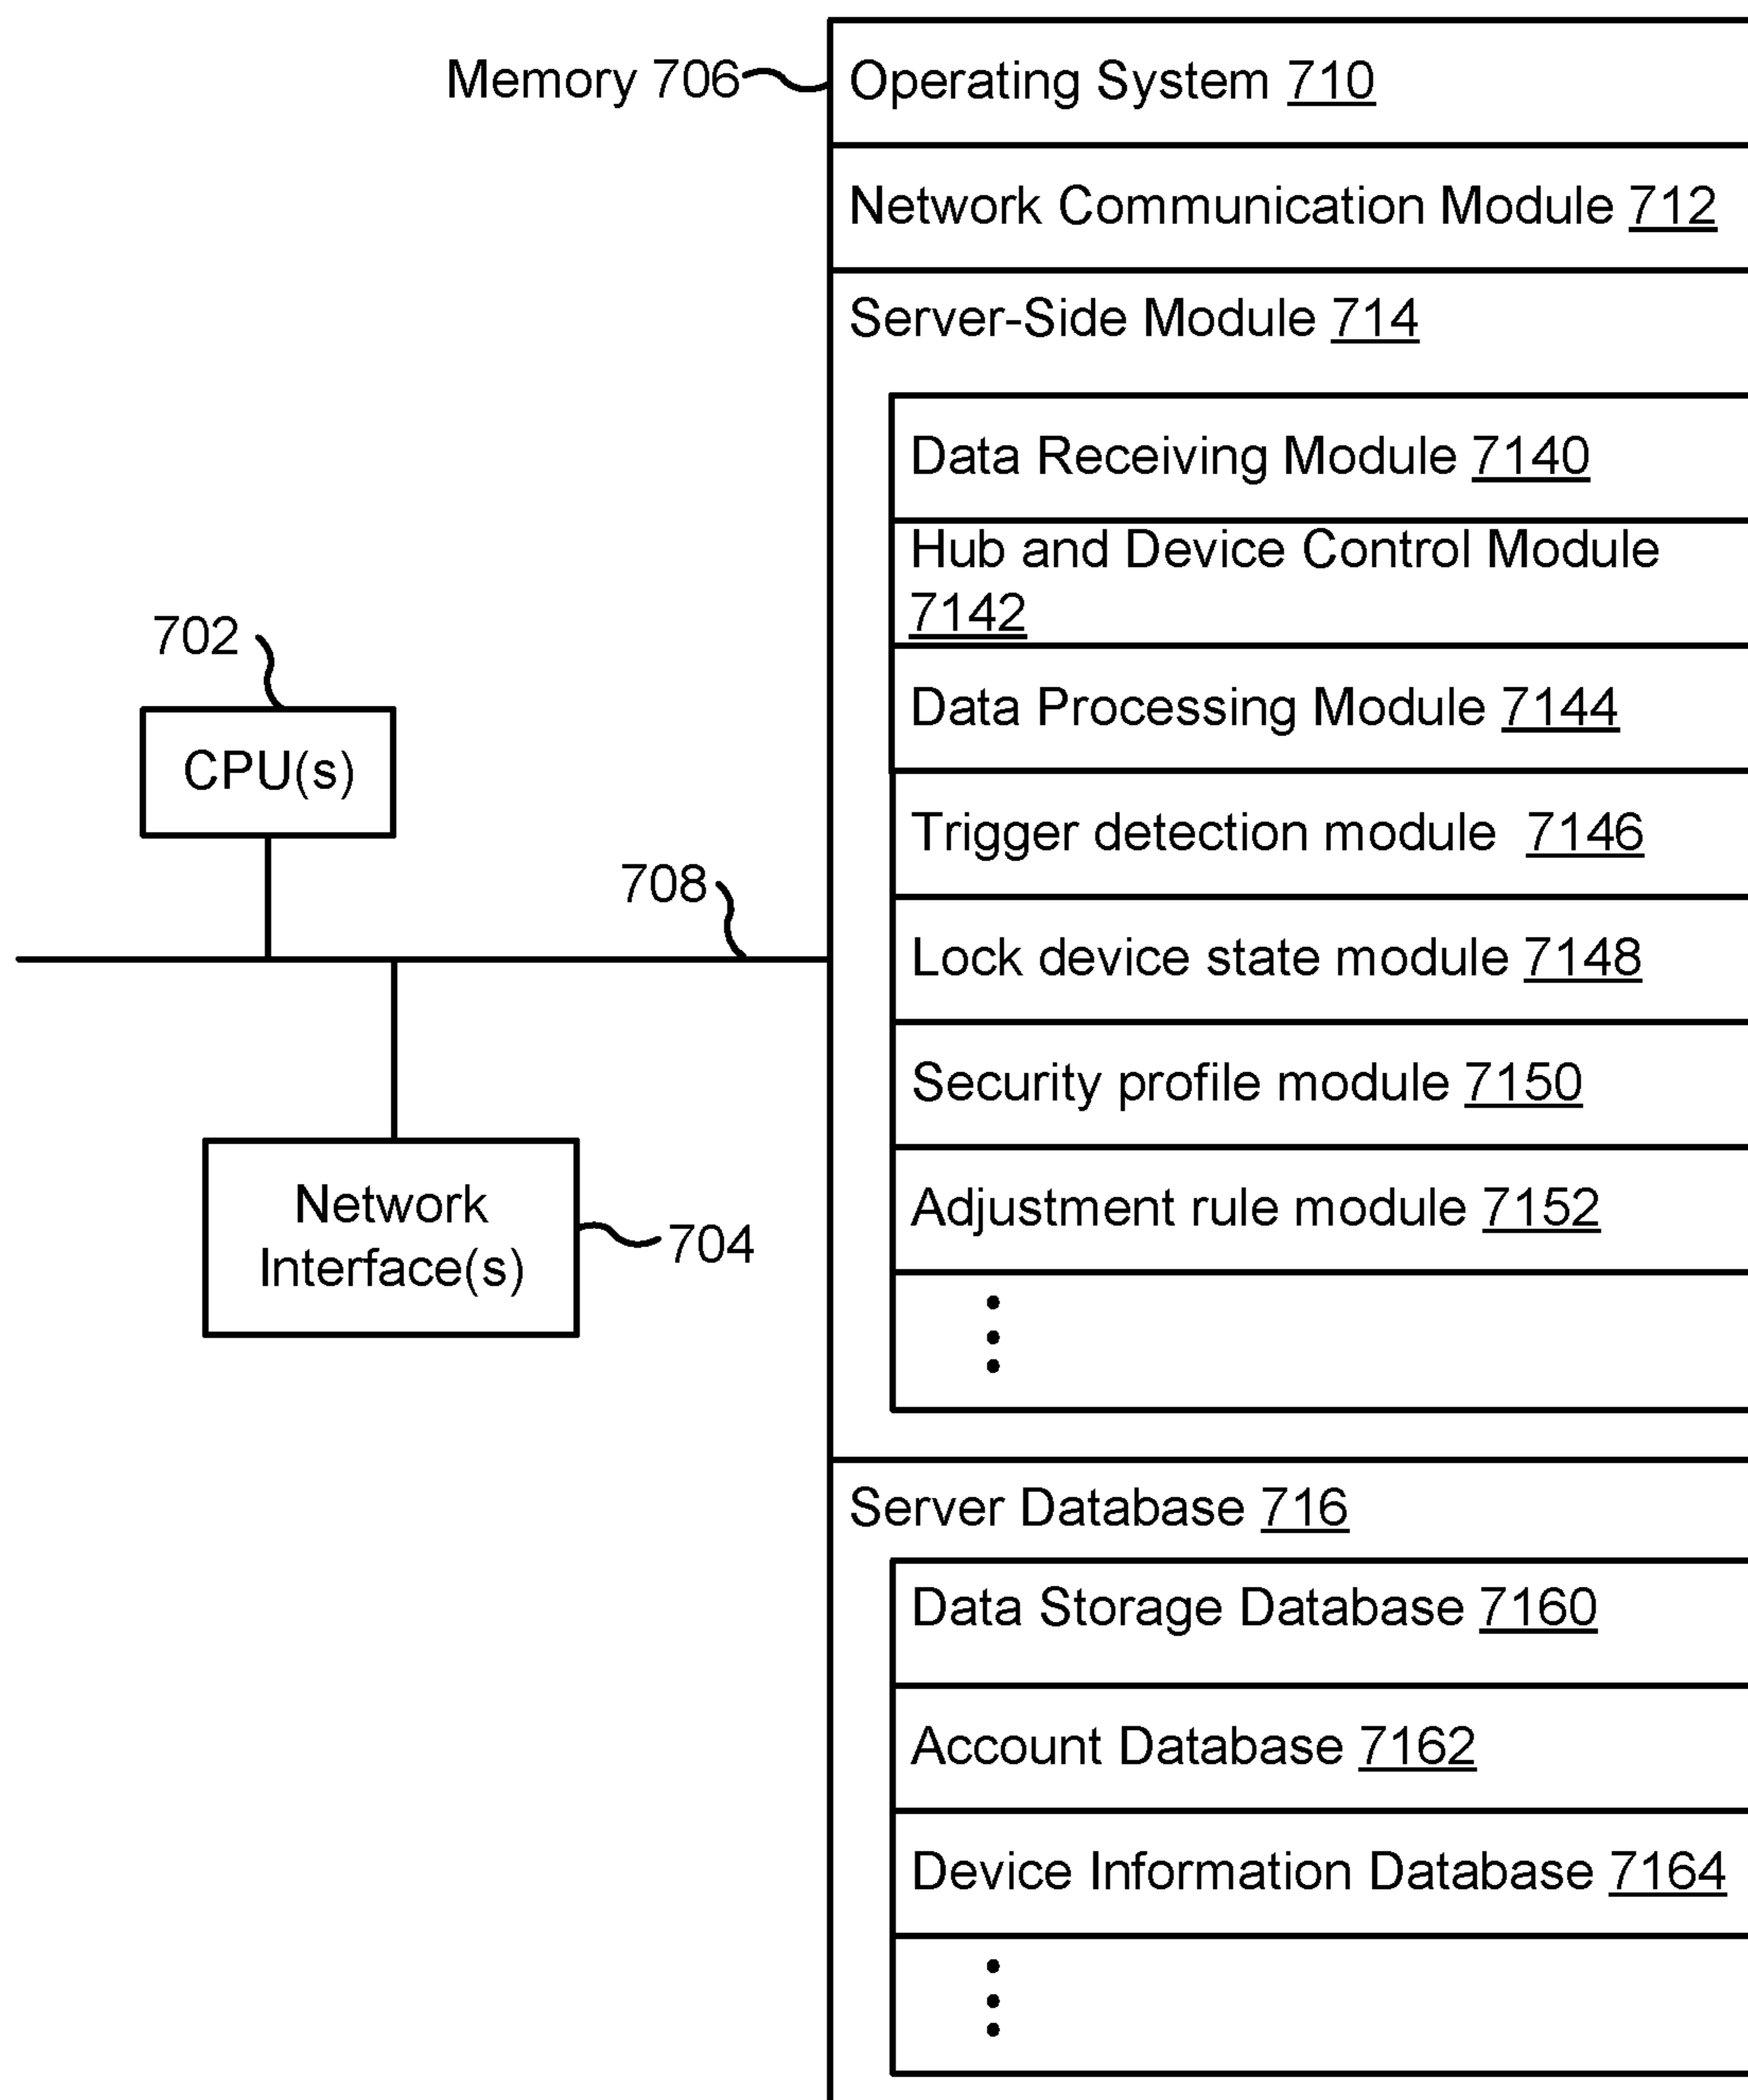 Memory 706
Operating System 710
Network Communication Module 712
Server-Side Module 714
Data Receiving Module 7140
Hub and Device Control Module
7142
Data Processing Module 7144
Trigger detection module 7146
Lock device state module 7148
Security profile module 7150
Adjustment rule module 7152
702
CPU(s)
708
Network
Interface(s)
704
Server Database 716
Data Storage Database 7160
Account Database 7162
Device Information Database 7164